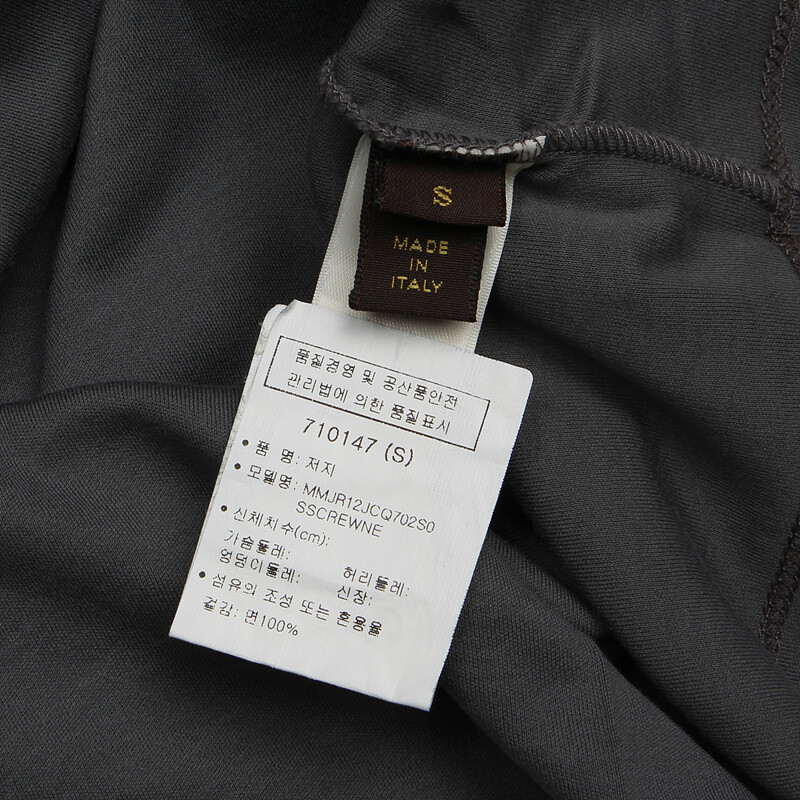 S
MADE
IN
ITALY
품질경영 및 공산품안전
관리법에 의한 품질표시
710147 (S)
• 품 명: 저지
• 모델명: MMJR12JCQ702S0
SSCREWNE
• 신체치수(cm):
가슴둘레:
엉덩이둘레: 허리둘레:
신장:
• 섬유의 조성 또는 혼용율
겉감: 면100%